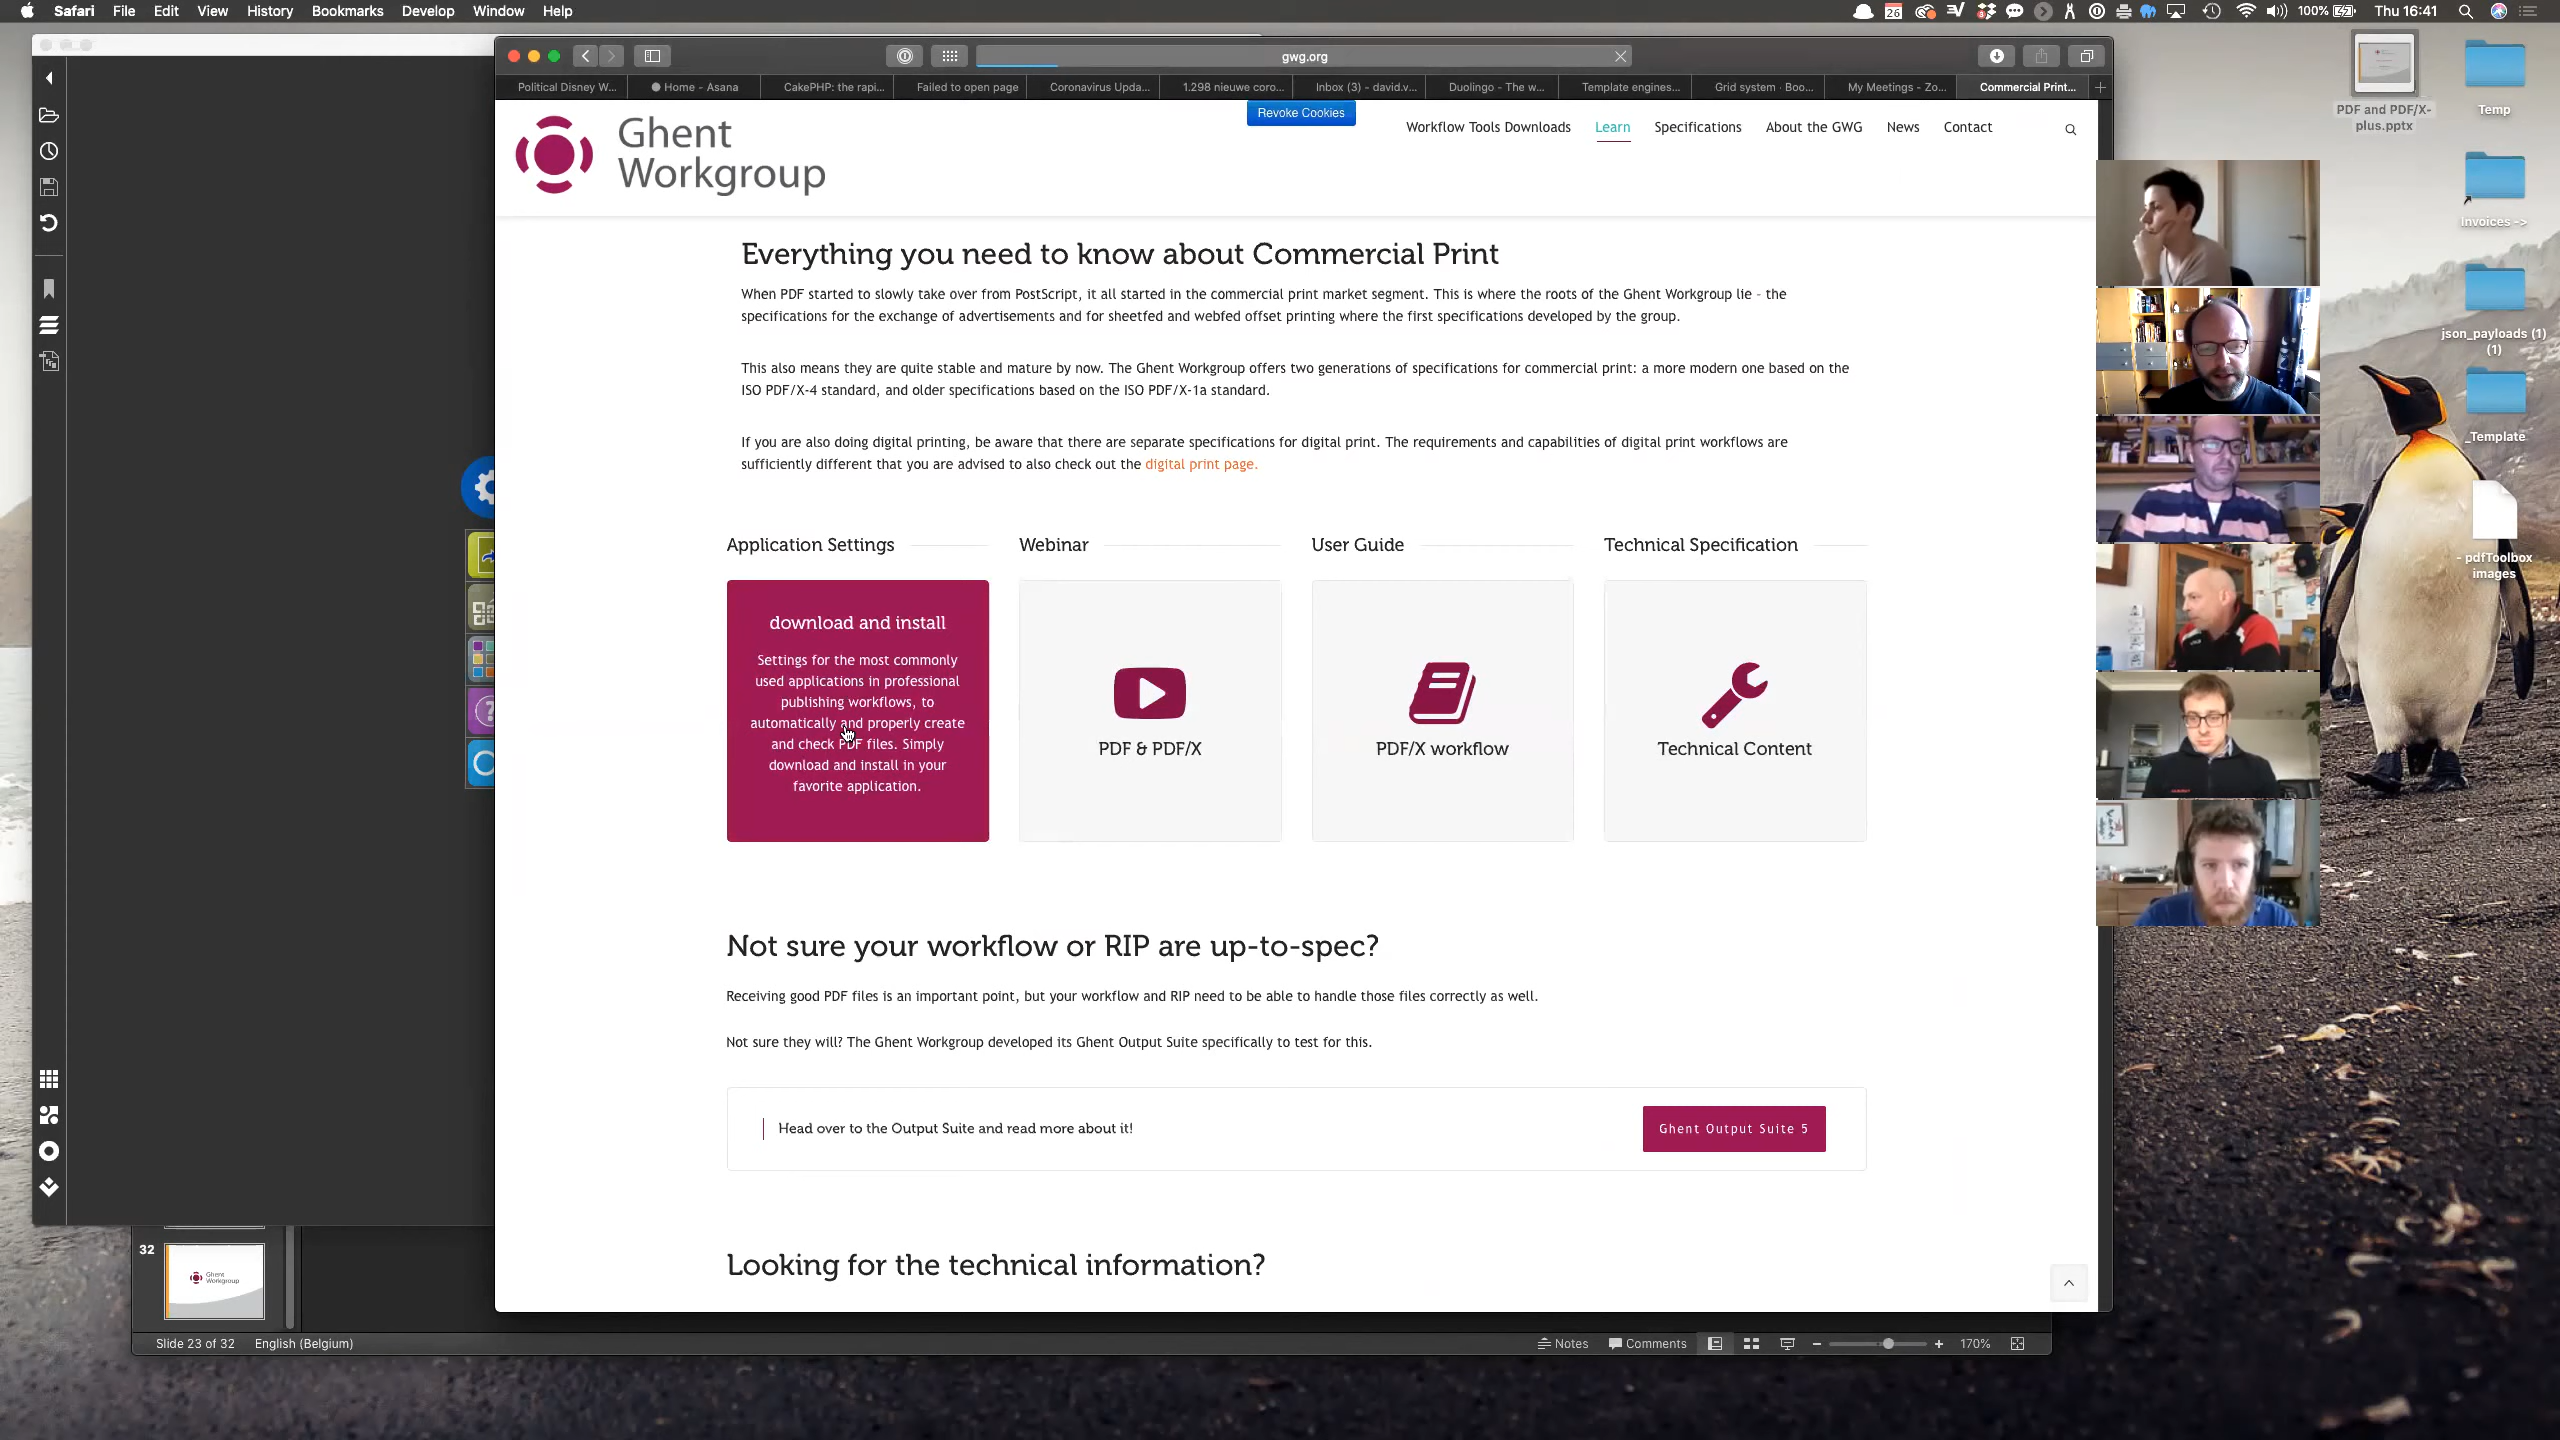 Safari File Edit View History Bookmarks Develop Window Help
26
100%
Thu 16:41
gwg.org
Political Disney W...
Home - Asana
CakePHP: the rapi...
Failed to open page
Coronavirus Upda...
1.298 nieuwe coro...
Inbox (3) - david.v...
Duolingo - The w...
Template engines...
Grid system · Boo...
My Meetings - Zo...
Commercial Print...
PDF and PDF/X-
plus.pptx
Temp
Invoices ->
json_payloads (1)
(1)
_Template
- pdfToolbox
images
Ghent
Workgroup
Revoke Cookies
Workflow Tools Downloads
Learn
Specifications
About the GWG
News
Contact
Everything you need to know about Commercial Print
When PDF started to slowly take over from PostScript, it all started in the commercial print market segment. This is where the roots of the Ghent Workgroup lie - the
specifications for the exchange of advertisements and for sheetfed and webfed offset printing where the first specifications developed by the group.
This also means they are quite stable and mature by now. The Ghent Workgroup offers two generations of specifications for commercial print: a more modern one based on the
ISO PDF/X-4 standard, and older specifications based on the ISO PDF/X-1a standard.
If you are also doing digital printing, be aware that there are separate specifications for digital print. The requirements and capabilities of digital print workflows are
sufficiently different that you are advised to also check out the digital print page.
Application Settings
Webinar
User Guide
Technical Specification
download and install
Settings for the most commonly
used applications in professional
publishing workflows, to
automatically and properly create
and check PDF files. Simply
download and install in your
favorite application.
PDF & PDF/X
PDF/X workflow
Technical Content
Not sure your workflow or RIP are up-to-spec?
Receiving good PDF files is an important point, but your workflow and RIP need to be able to handle those files correctly as well.
Not sure they will? The Ghent Workgroup developed its Ghent Output Suite specifically to test for this.
Head over to the Output Suite and read more about it!
Ghent Output Suite 5
Looking for the technical information?
32
Ghent
Workgroup
Slide 23 of 32
English (Belgium)
Notes
Comments
170%